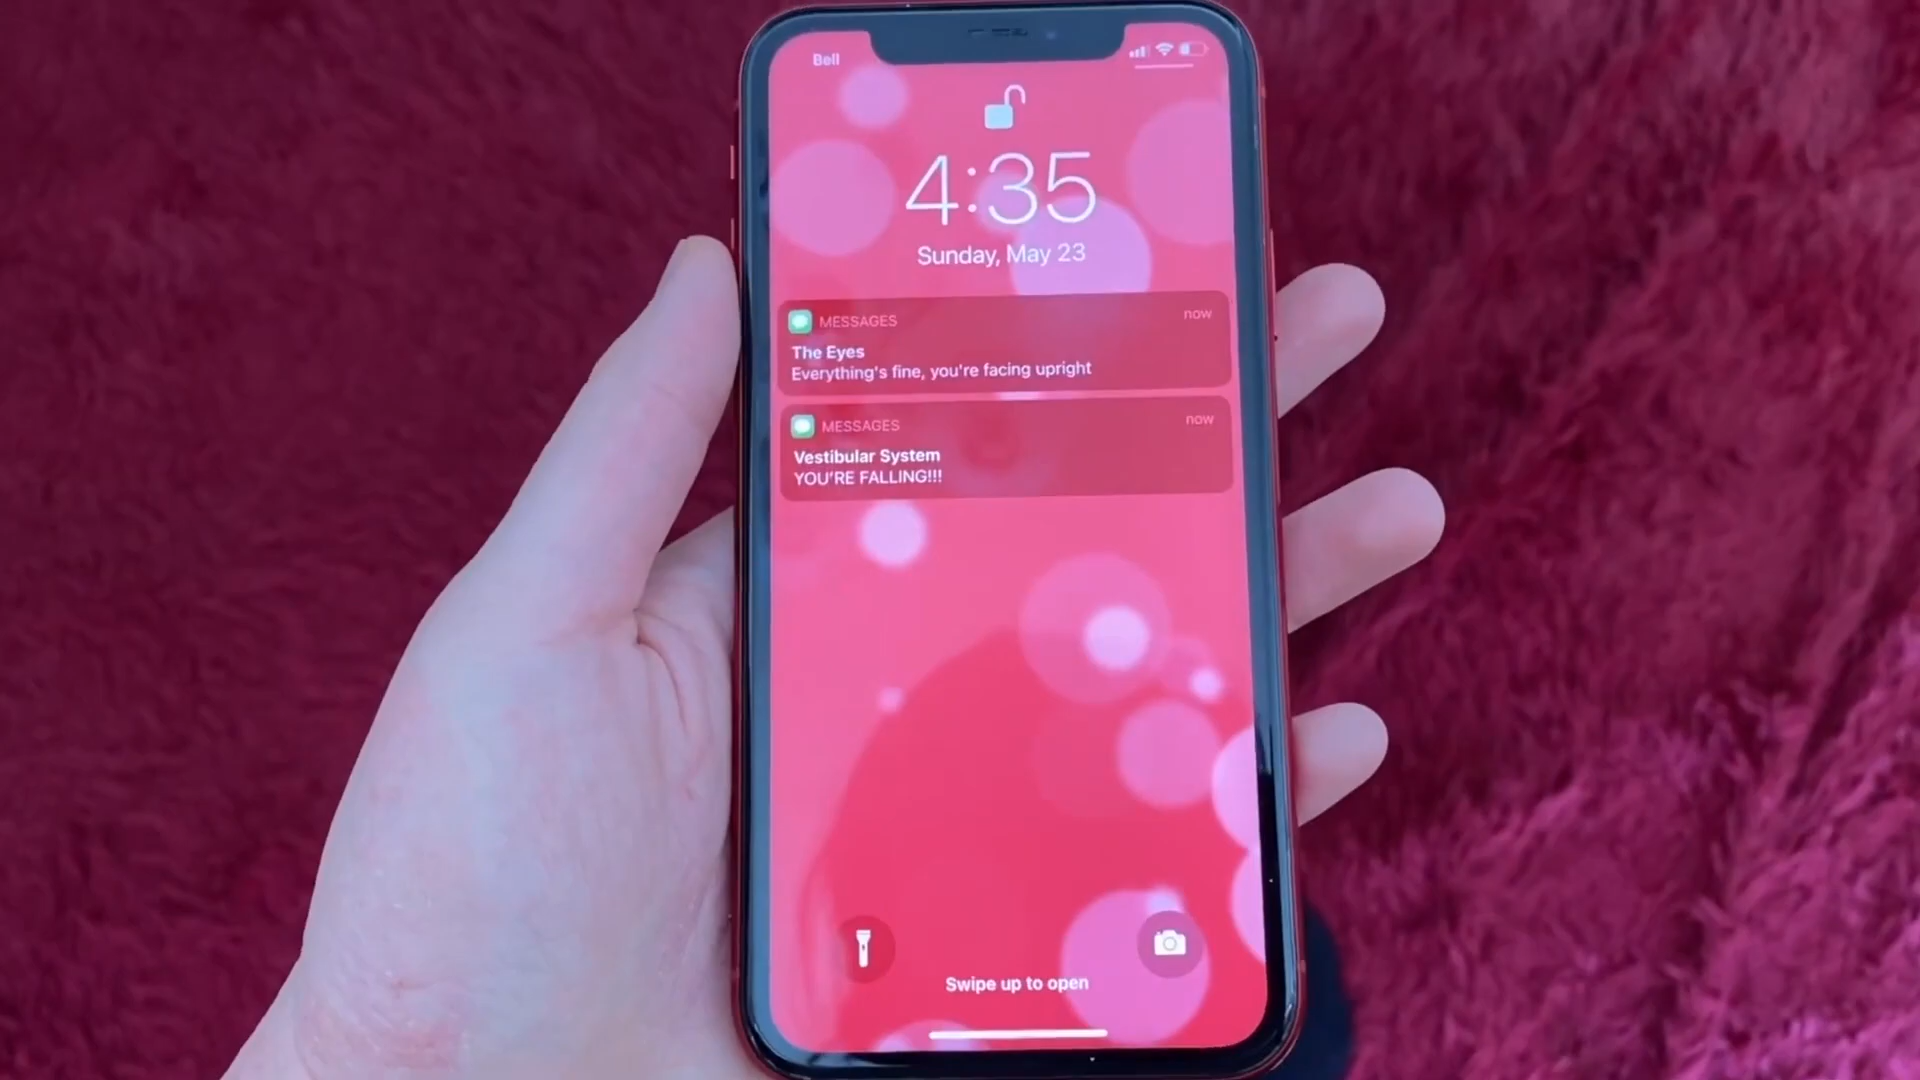 Bell
4:35
Sunday, May 23
MESSAGES now
The Eyes
Everything's fine, you're facing upright
MESSAGES now
Vestibular System
YOU'RE FALLING!!!
Swipe up to open